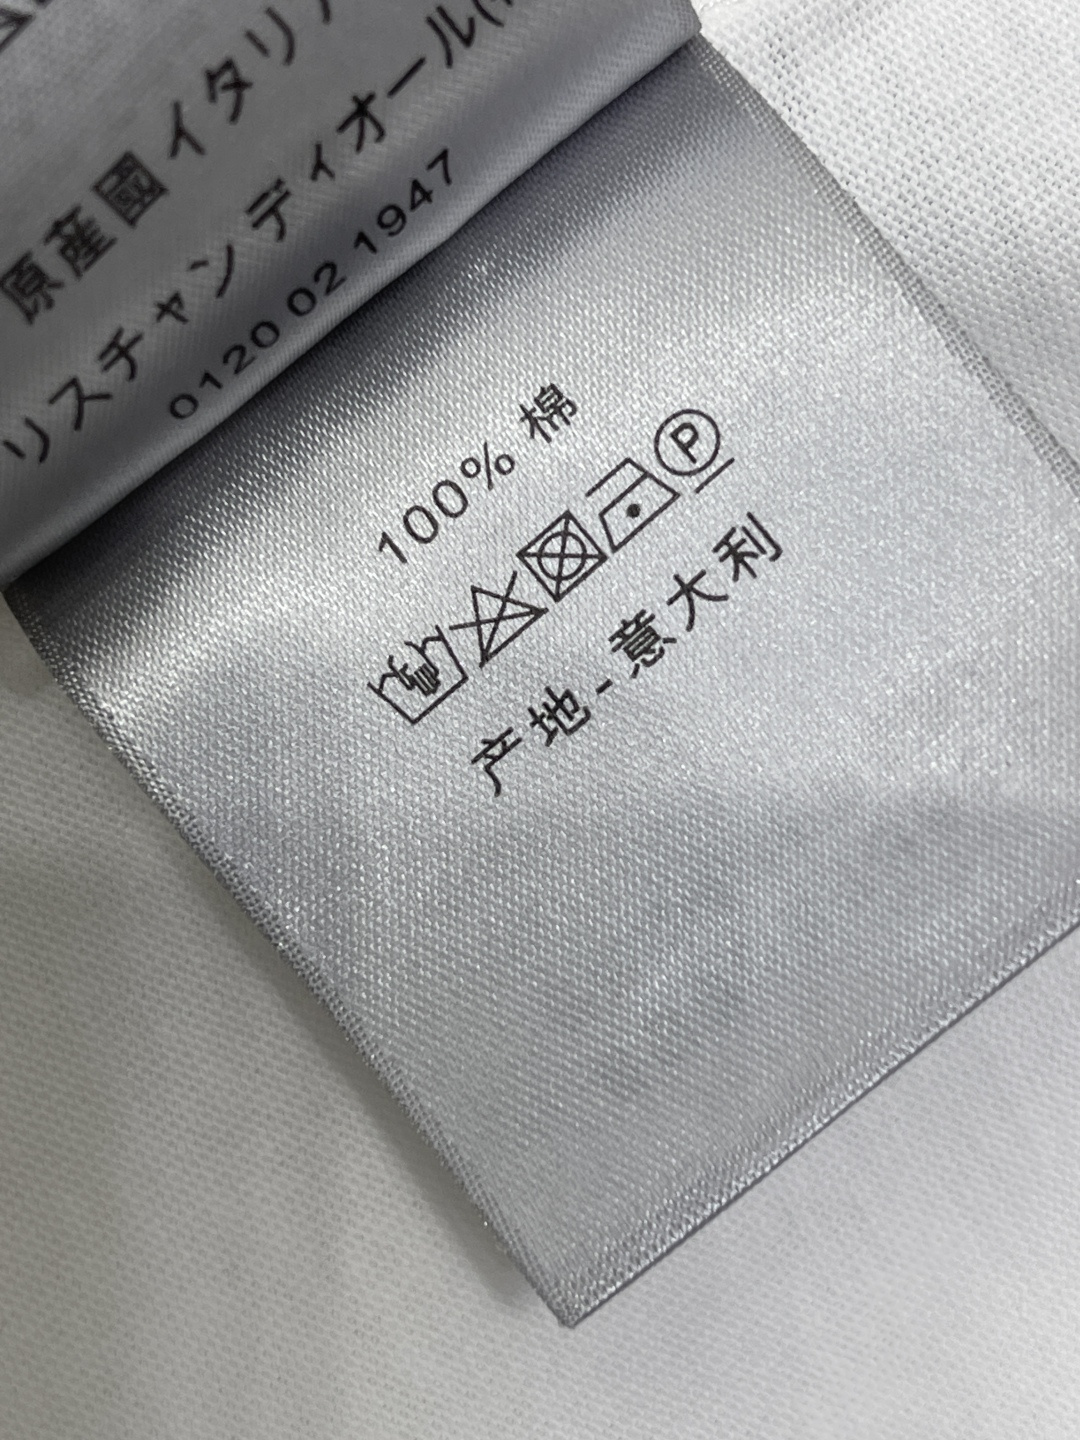 原産國イタリア
リスチャンディオール(
0120 02 1947
100% 棉
P
产地-意大利